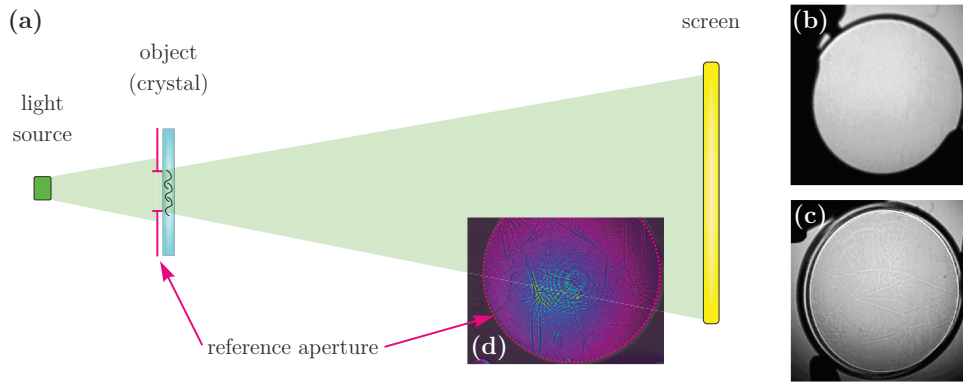 (a)
light
source
object
(crystal)
screen
(b)
(c)
(d)
reference aperture